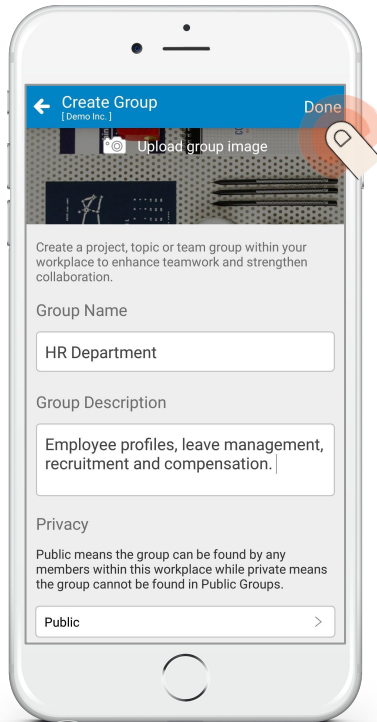 Create Group
[ Demo Inc. ]
Done
Upload group image
Create a project, topic or team group within your
workplace to enhance teamwork and strengthen
collaboration.
Group Name
HR Department
Group Description
Employee profiles, leave management,
recruitment and compensation.
Privacy
Public means the group can be found by any
members within this workplace while private means
the group cannot be found in Public Groups.
Public